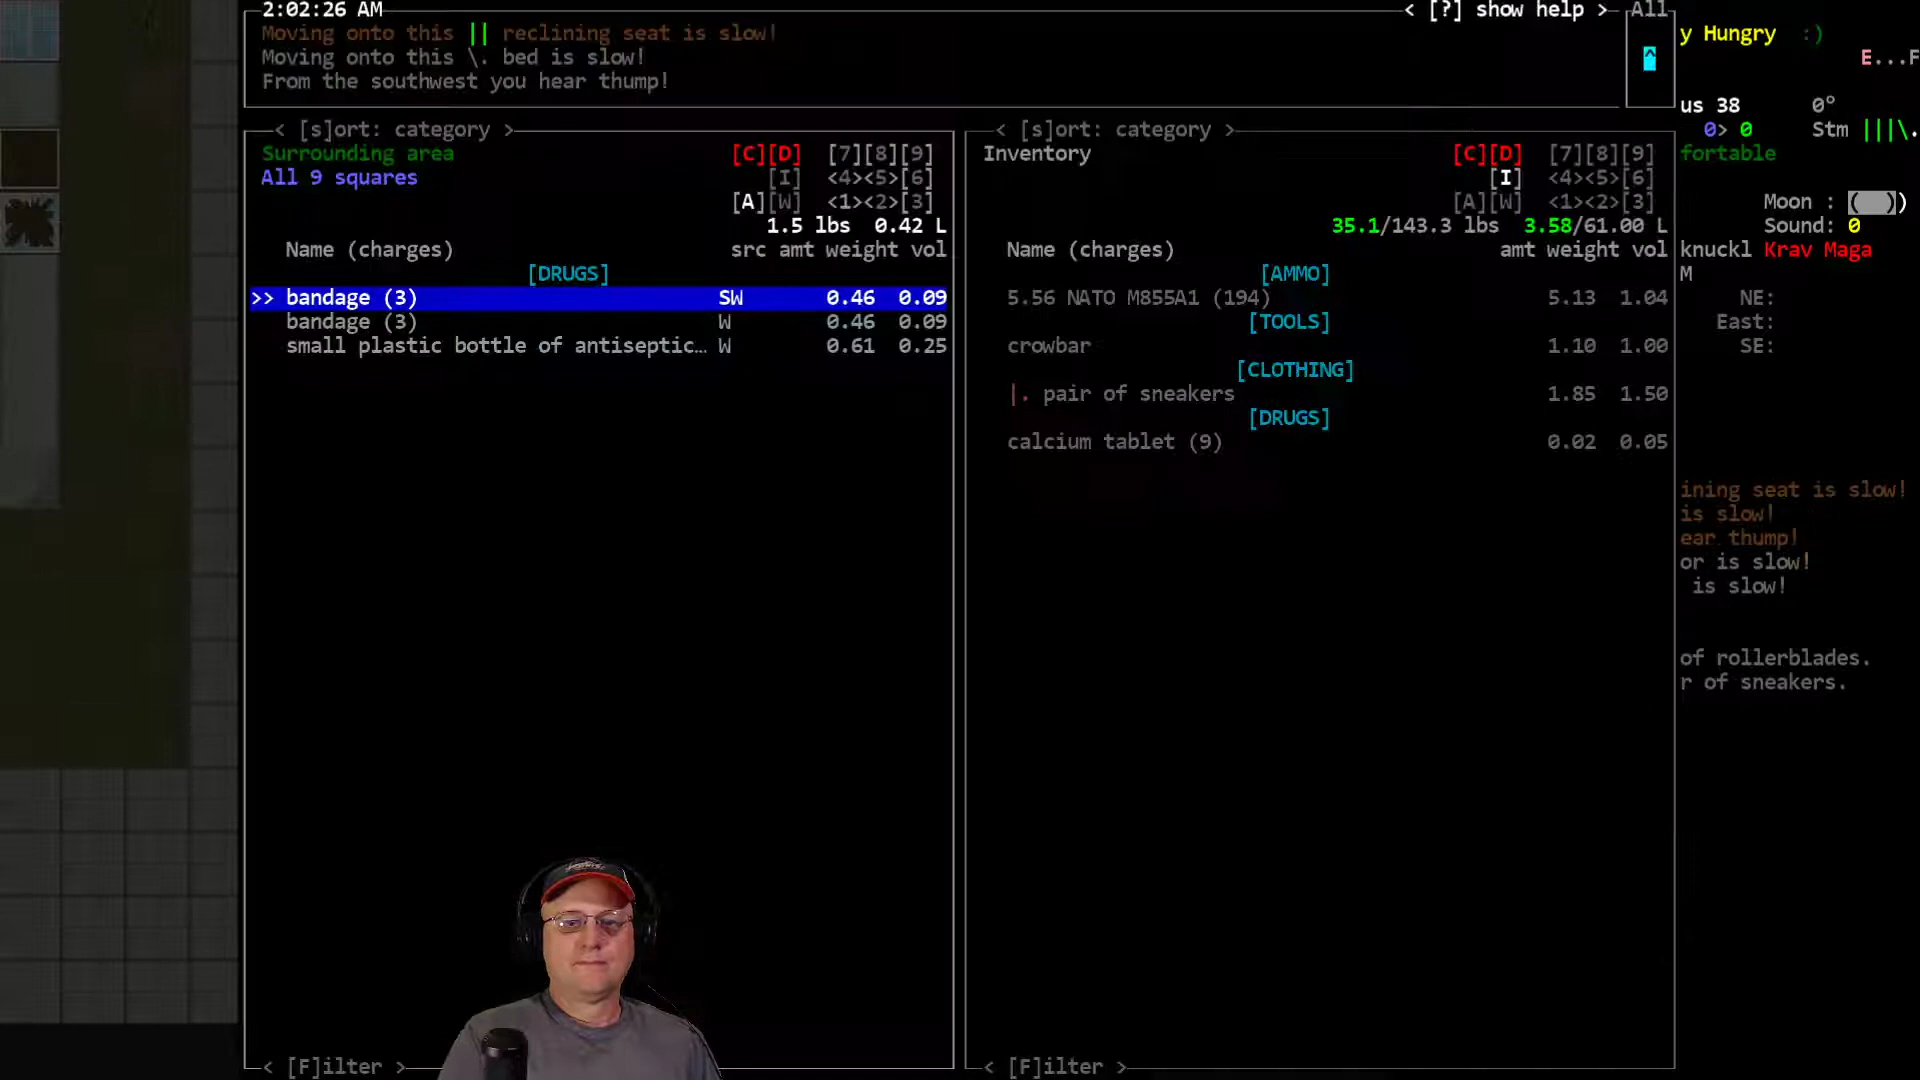 2:02:26 AM
< [?] show help >
All
Moving onto this || reclining seat is slow!
Moving onto this \. bed is slow!
From the southwest you hear thump!
^
y Hungry :)
E...F
us 38 0°
0> 0 Stm |||\.
fortable
Moon : (   ))
Sound: 0
knuckl Krav Maga
M
NE:
East:
SE:
ining seat is slow!
is slow!
ear thump!
or is slow!
is slow!
of rollerblades.
r of sneakers.
< [s]ort: category >
Surrounding area [C][D] [7][8][9]
All 9 squares [I] <4><5>[6]
[A][W] <1><2>[3]
1.5 lbs 0.42 L
Name (charges) src amt weight vol
[DRUGS]
>> bandage (3) SW 0.46 0.09
bandage (3) W 0.46 0.09
small plastic bottle of antiseptic… W 0.61 0.25
< [F]ilter >
< [s]ort: category >
Inventory [C][D] [7][8][9]
[I] <4><5>[6]
[A][W] <1><2>[3]
35.1/143.3 lbs 3.58/61.00 L
Name (charges) amt weight vol
[AMMO]
5.56 NATO M855A1 (194) 5.13 1.04
[TOOLS]
crowbar 1.10 1.00
[CLOTHING]
|. pair of sneakers 1.85 1.50
[DRUGS]
calcium tablet (9) 0.02 0.05
< [F]ilter >